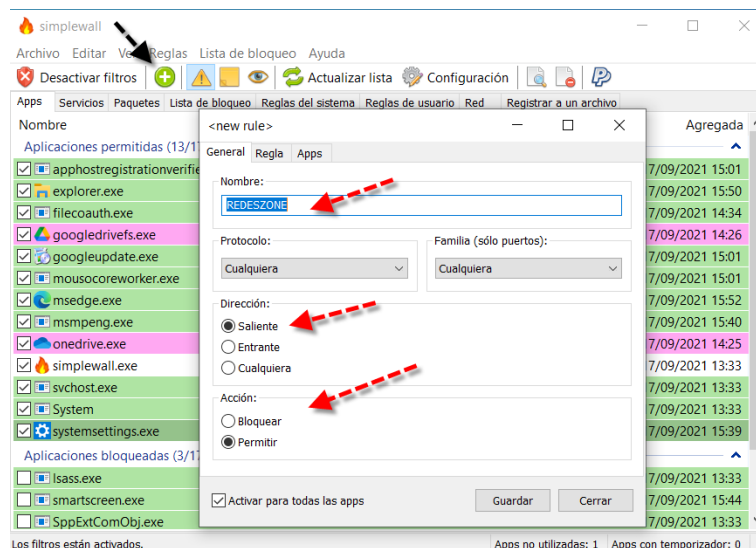 simplewall
Archivo Editar Ver Reglas Lista de bloqueo Ayuda
Desactivar filtros Actualizar lista Configuración
Apps Servicios Paquetes Lista de bloqueo Reglas del sistema Reglas de usuario Red Registrar a un archivo
Nombre Agregada
Aplicaciones permitidas (13/1
apphostregistrationverifie 7/09/2021 15:01
explorer.exe 7/09/2021 15:50
filecoauth.exe 7/09/2021 14:34
googledrivefs.exe 7/09/2021 14:26
googleupdate.exe 7/09/2021 15:01
mousocoreworker.exe 7/09/2021 15:01
msedge.exe 7/09/2021 15:52
msmpeng.exe 7/09/2021 15:40
onedrive.exe 7/09/2021 14:25
simplewall.exe 7/09/2021 13:33
svchost.exe 7/09/2021 13:33
System 7/09/2021 13:33
systemsettings.exe 7/09/2021 15:39
Aplicaciones bloqueadas (3/1
lsass.exe 7/09/2021 13:33
smartscreen.exe 7/09/2021 15:44
SppExtComObj.exe 7/09/2021 13:33
Los filtros están activados. Apps no utilizadas: 1 Apps con temporizador: 0
<new rule>
General Regla Apps
Nombre:
REDESZONE
Protocolo: Familia (sólo puertos):
Cualquiera Cualquiera
Dirección:
Saliente
Entrante
Cualquiera
Acción:
Bloquear
Permitir
Activar para todas las apps Guardar Cerrar